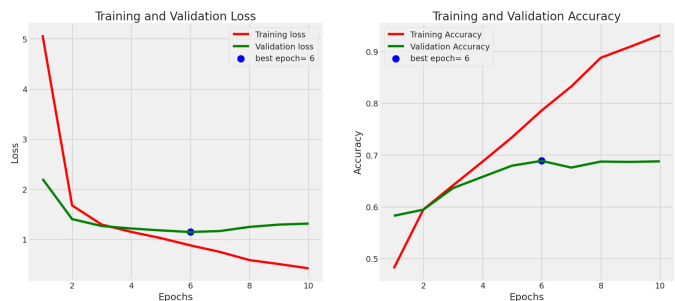 Training and Validation Loss
Training loss
Validation loss
best epoch= 6
5
4
3
2
1
Loss
2
4
6
8
10
Epochs
Training and Validation Accuracy
Training Accuracy
Validation Accuracy
best epoch= 6
0.9
0.8
0.7
0.6
0.5
Accuracy
2
4
6
8
10
Epochs